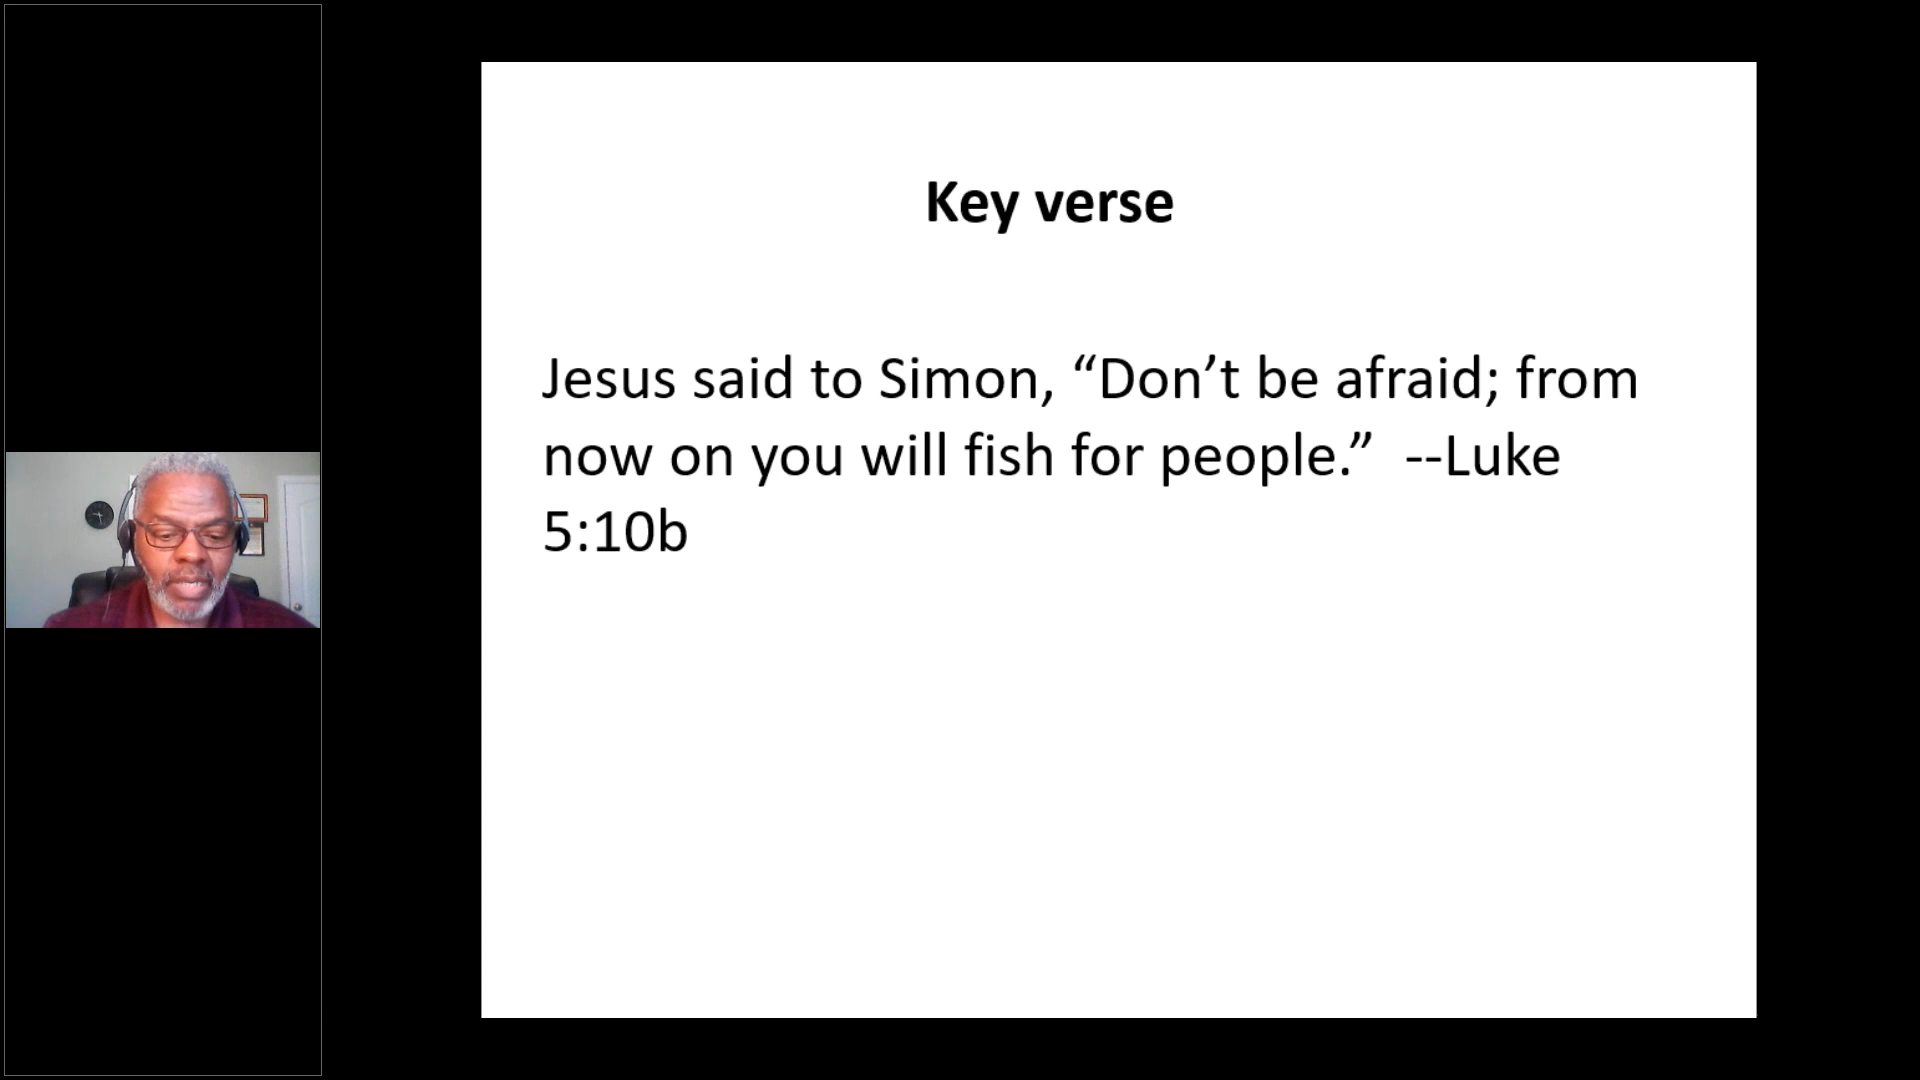 Key verse
Jesus said to Simon, “Don’t be afraid; from
now on you will fish for people.”  --Luke
5:10b